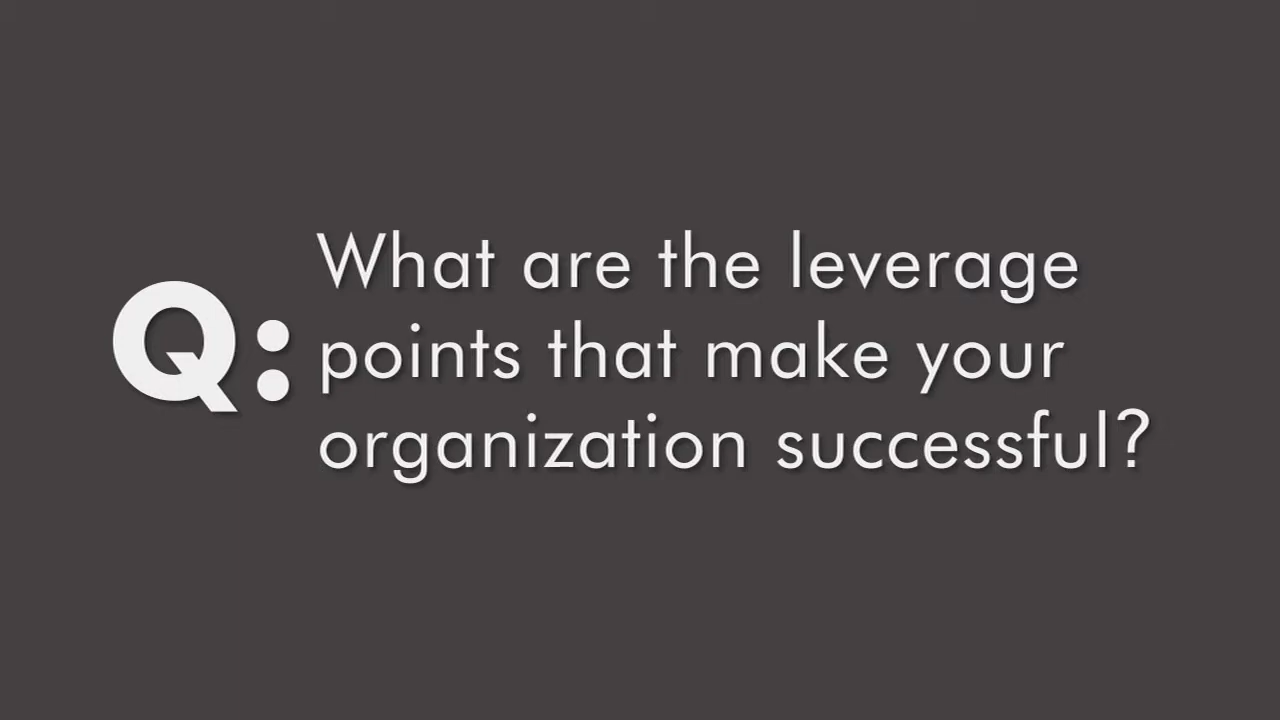 Q:
What are the leverage
points that make your
organization successful?